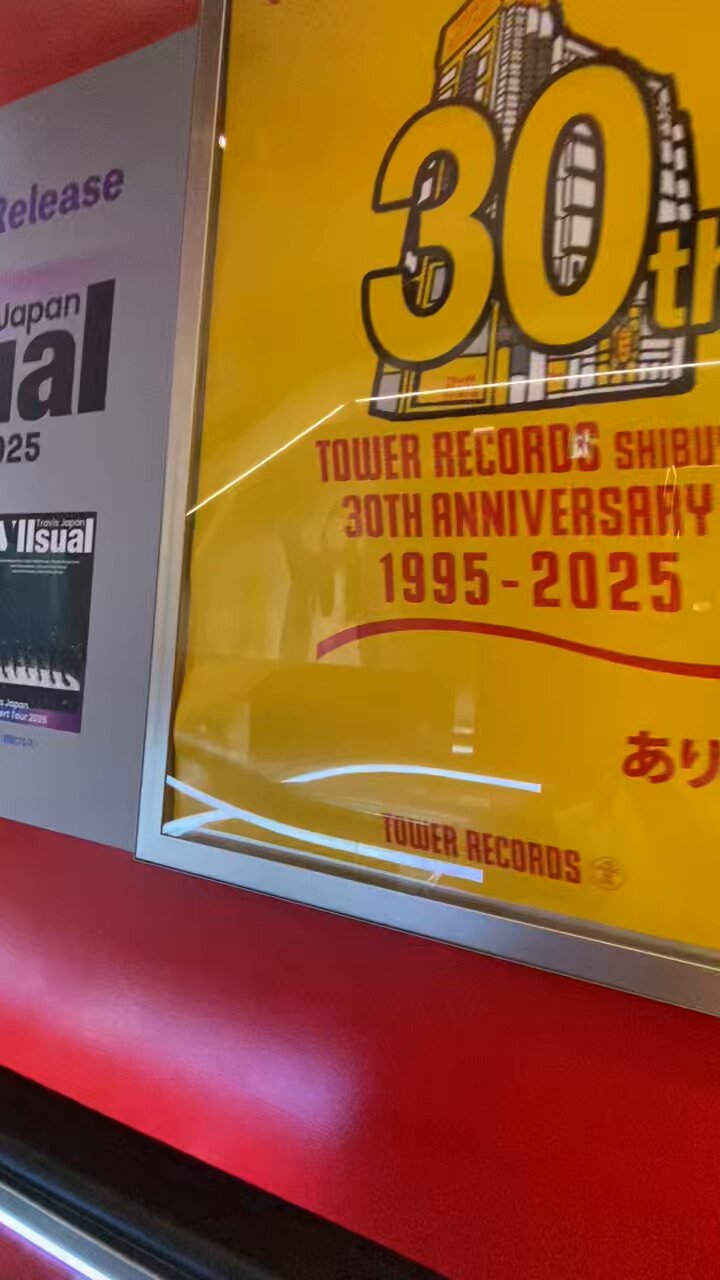 Release
Japan
ual
025
Travis Japan
VIIsual
s Japan
ert Tour 2025
30th
TOWER RECORDS SHIBU
30TH ANNIVERSARY
1995-2025
あり
TOWER RECORDS